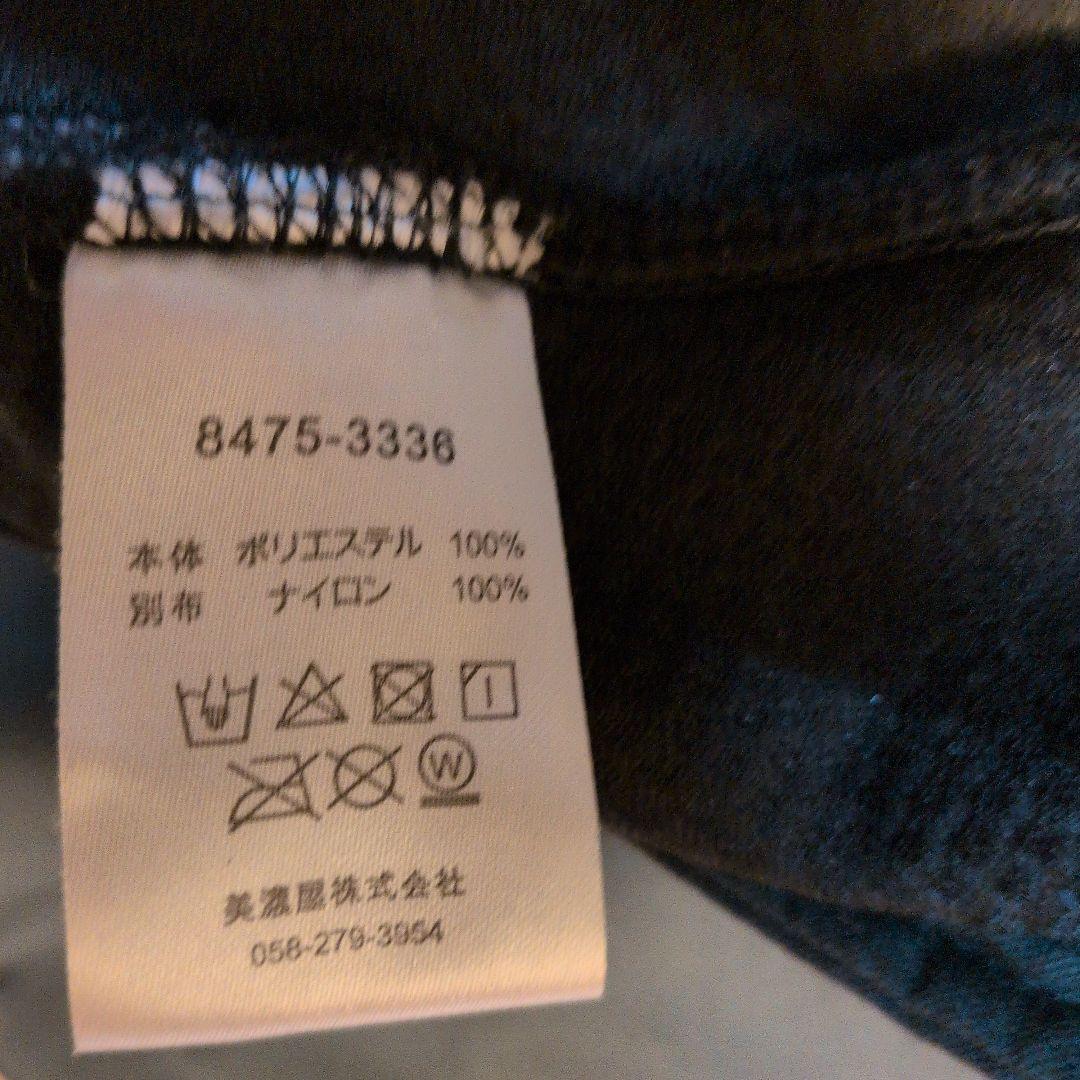 8475-3336
本体 ポリエステル 100%
別布 ナイロン 100%
W
美濃屋株式会社
058-279-3954